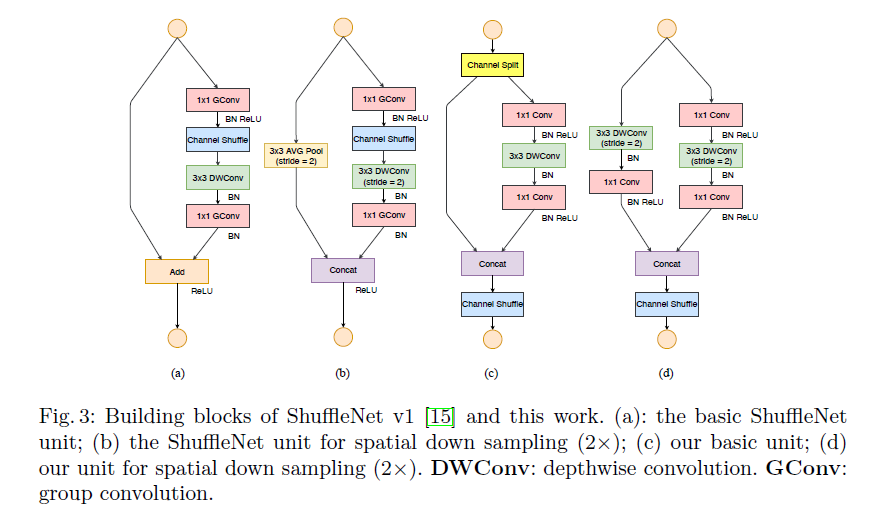 1x1 GConv
BN ReLU
Channel Shuffle
3x3 DWConv
BN
1x1 GConv
BN
Add
ReLU
(a)
3x3 AVG Pool
(stride = 2)
1x1 GConv
BN ReLU
Channel Shuffle
3x3 DWConv
(stride = 2)
BN
1x1 GConv
BN
Concat
ReLU
(b)
Channel Split
1x1 Conv
BN ReLU
3x3 DWConv
BN
1x1 Conv
BN ReLU
Concat
Channel Shuffle
(c)
3x3 DWConv
(stride = 2)
BN
1x1 Conv
BN ReLU
1x1 Conv
BN ReLU
3x3 DWConv
(stride = 2)
BN
1x1 Conv
BN ReLU
Concat
Channel Shuffle
(d)
Fig. 3: Building blocks of ShuffleNet v1 [15] and this work. (a): the basic ShuffleNet
unit; (b) the ShuffleNet unit for spatial down sampling (2×); (c) our basic unit; (d)
our unit for spatial down sampling (2×). DWConv: depthwise convolution. GConv:
group convolution.